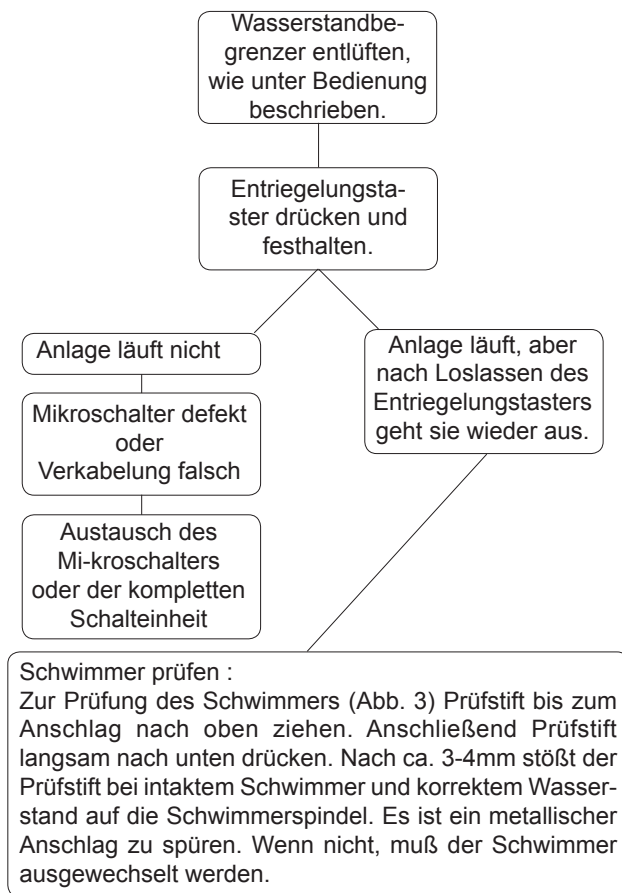 Wasserstandbe-
grenzer entlüften,
wie unter Bedienung
beschrieben.
Entriegelungsta-
ster drücken und
festhalten.
Anlage läuft nicht
Mikroschalter defekt
oder
Verkabelung falsch
Austausch des
Mi-kroschalters
oder der kompletten
Schalteinheit
Anlage läuft, aber
nach Loslassen des
Entriegelungstasters
geht sie wieder aus.
Schwimmer prüfen :
Zur Prüfung des Schwimmers (Abb. 3) Prüfstift bis zum
Anschlag nach oben ziehen. Anschließend Prüfstift
langsam nach unten drücken. Nach ca. 3-4mm stößt der
Prüfstift bei intaktem Schwimmer und korrektem Wasser-
stand auf die Schwimmerspindel. Es ist ein metallischer
Anschlag zu spüren. Wenn nicht, muß der Schwimmer
ausgewechselt werden.